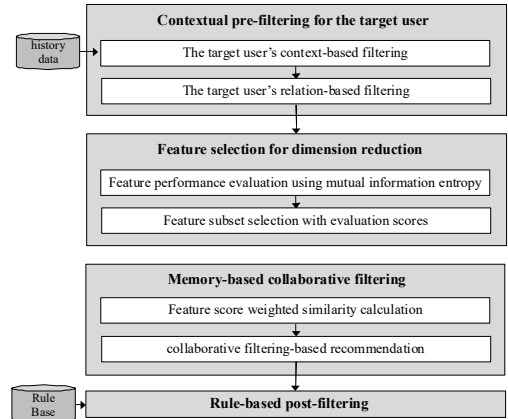 Contextual pre-filtering for the target user
history
data
The target user's context-based filtering
The target user's relation-based filtering
Feature selection for dimension reduction
Feature performance evaluation using mutual information entropy
Feature subset selection with evaluation scores
Memory-based collaborative filtering
Feature score weighted similarity calculation
collaborative filtering-based recommendation
Rule
Base
Rule-based post-filtering